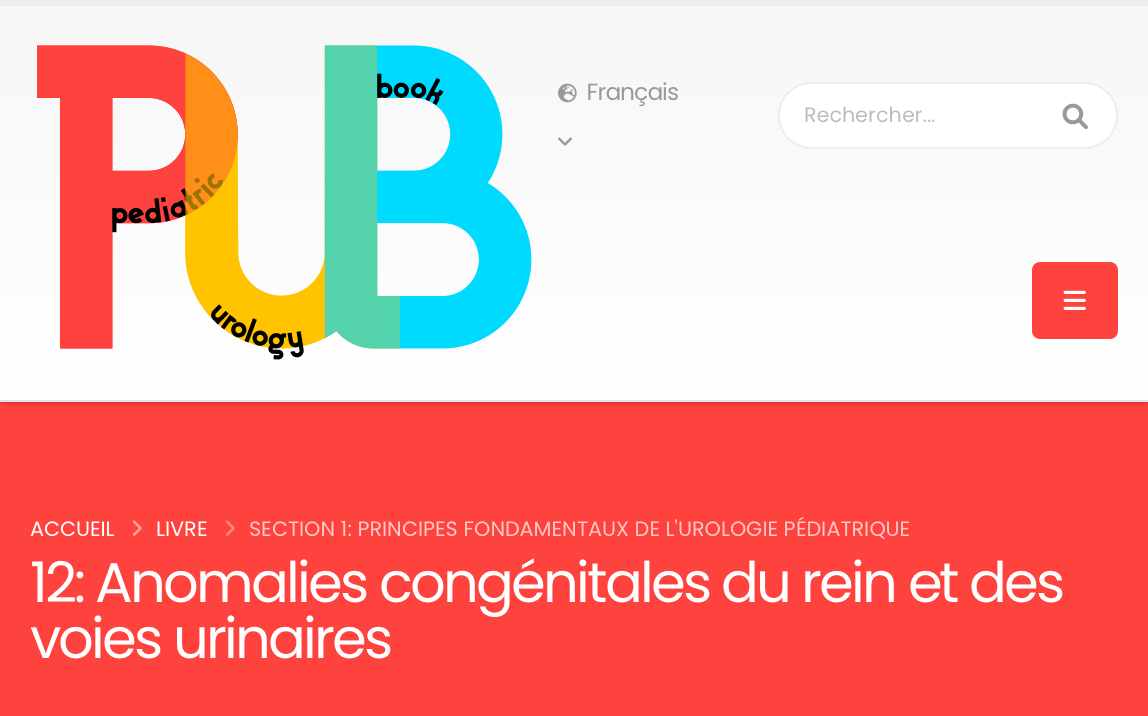 PUB
pediatric
urology
book
Français
Rechercher...
ACCUEIL
LIVRE
SECTION 1: PRINCIPES FONDAMENTAUX DE L'UROLOGIE PÉDIATRIQUE
12: Anomalies congénitales du rein et des
voies urinaires